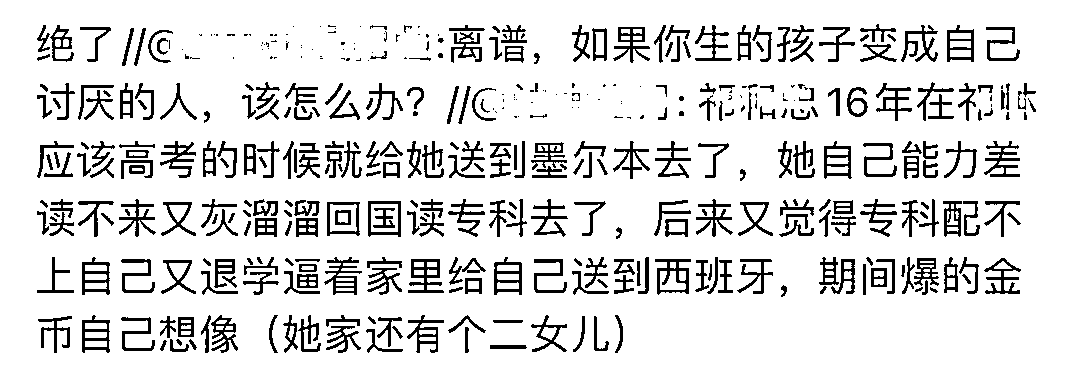 绝了//@:离谱，如果你生的孩子变成自己
讨厌的人，该怎么办？//@: 祁和忠16年在祁
应该高考的时候就给她送到墨尔本去了，她自己能力差
读不来又灰溜溜回国读专科去了，后来又觉得专科配不
上自己又退学逼着家里给自己送到西班牙，期间爆的金
币自己想像（她家还有个二女儿）